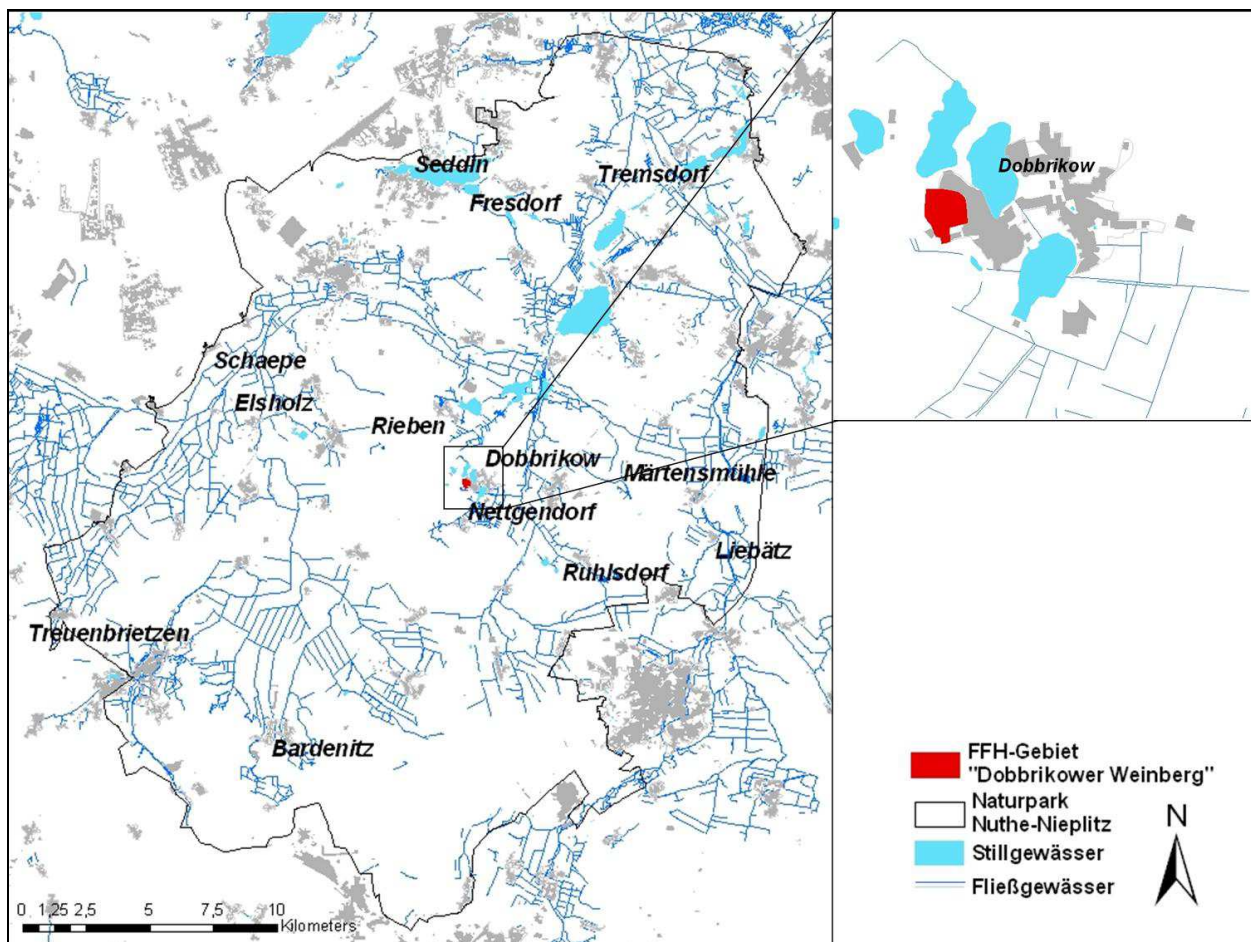 Seddin
Tremsdorf
Fresdorf
Schaepe
Elsholz
Rieben
Dobbrikow
Märtensmühle
Nettgendorf
Liebätz
Ruhlsdorf
Treuenbrietzen
Bardenitz
0 1,25 2,5 5 7,5 10
Kilometers
Dobbrikow
FFH-Gebiet
"Dobbrikower Weinberg"
Naturpark
Nuthe-Nieplitz
Stillgewässer
Fließgewässer
N